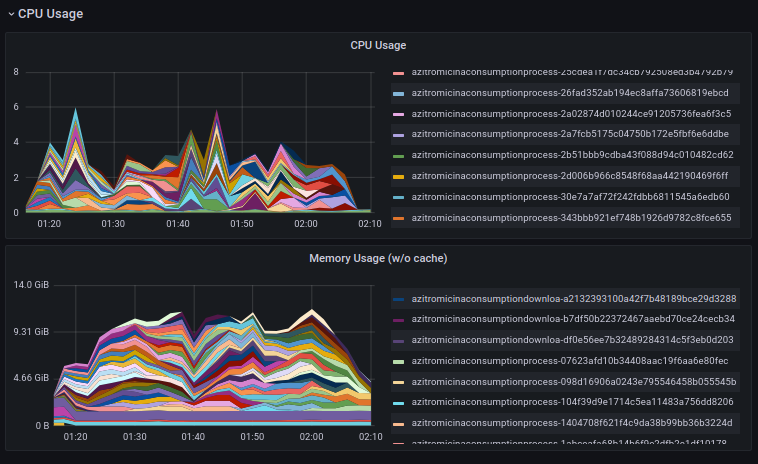 CPU Usage
CPU Usage
8
6
4
2
0
01:20
01:30
01:40
01:50
02:00
02:10
azitromicinaconsumptionprocess-26fad352ab194ec8affa73606819ebcd
azitromicinaconsumptionprocess-2a02874d010244ce91205736fea6f3c5
azitromicinaconsumptionprocess-2a7fcb5175c04750b172e5fbf6e6ddbe
azitromicinaconsumptionprocess-2b51bbb9cdba43f088d94c010482cd62
azitromicinaconsumptionprocess-2d006b966c8548f68aa442190469f6ff
azitromicinaconsumptionprocess-30e7a7af72f242fdbb6811545a6edb60
azitromicinaconsumptionprocess-343bbb921ef748b1926d9782c8fce655
Memory Usage (w/o cache)
14.0 GiB
9.31 GiB
4.66 GiB
0 B
01:20
01:30
01:40
01:50
02:00
02:10
azitromicinaconsumptiondownloa-a2132393100a42f7b48189bce29d3288
azitromicinaconsumptiondownloa-b7df50b22372467aaebd70ce24cecb34
azitromicinaconsumptiondownloa-df0e56ee7b32489284314c5f3eb0d203
azitromicinaconsumptionprocess-07623afd10b34408aac19f6aa6e80fec
azitromicinaconsumptionprocess-098d16906a0243e795546458b055545b
azitromicinaconsumptionprocess-104f39d9e1714c5ea11483a756dd8206
azitromicinaconsumptionprocess-1404708f621f4c9da38b99bb36b3224d